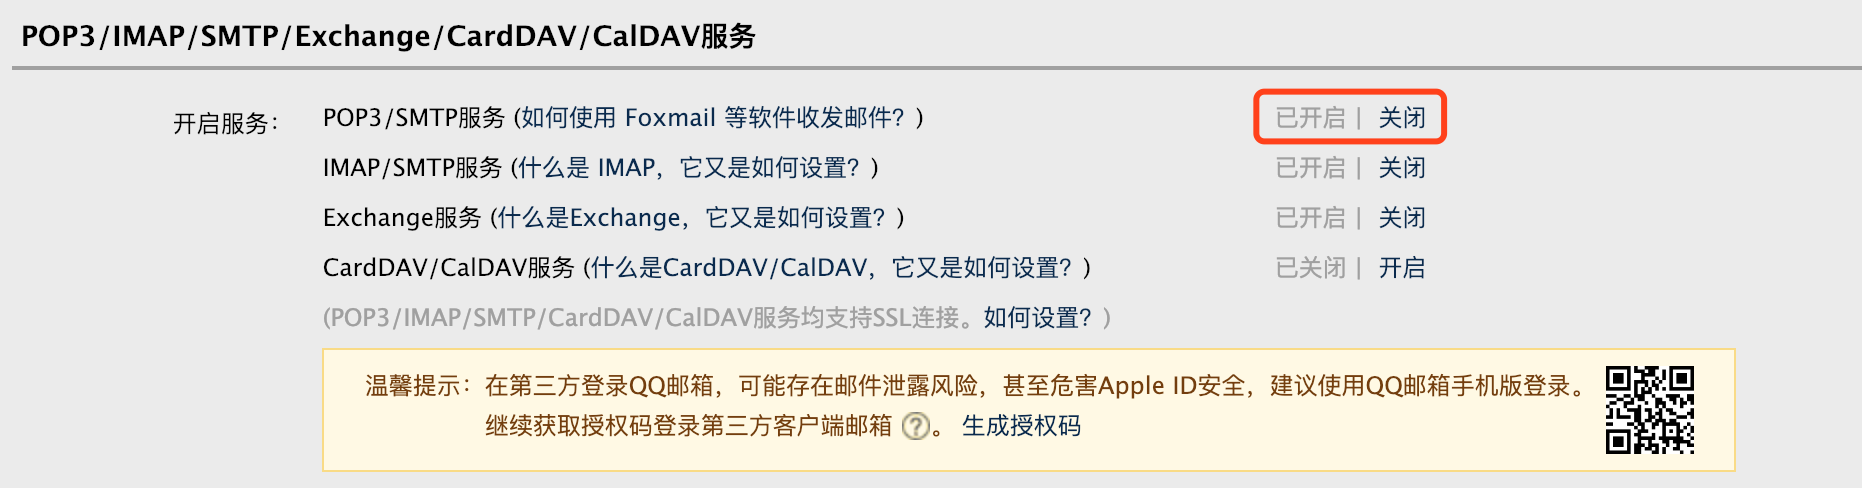 POP3/IMAP/SMTP/Exchange/CardDAV/CalDAV服务
开启服务： POP3/SMTP服务 (如何使用 Foxmail 等软件收发邮件？) 已开启 | 关闭
IMAP/SMTP服务 (什么是 IMAP，它又是如何设置？) 已开启 | 关闭
Exchange服务 (什么是Exchange，它又是如何设置？) 已开启 | 关闭
CardDAV/CalDAV服务 (什么是CardDAV/CalDAV，它又是如何设置？) 已关闭 | 开启
(POP3/IMAP/SMTP/CardDAV/CalDAV服务均支持SSL连接。如何设置？)
温馨提示：在第三方登录QQ邮箱，可能存在邮件泄露风险，甚至危害Apple ID安全，建议使用QQ邮箱手机版登录。
继续获取授权码登录第三方客户端邮箱 ? 。 生成授权码